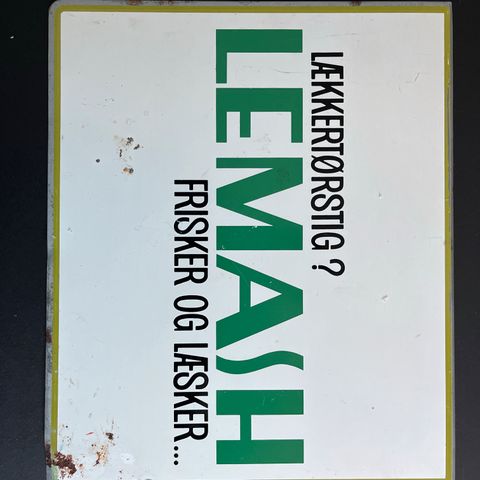 LÆKKERTØRSTIG ?
LEMASH
FRISKER OG LÆSKER...